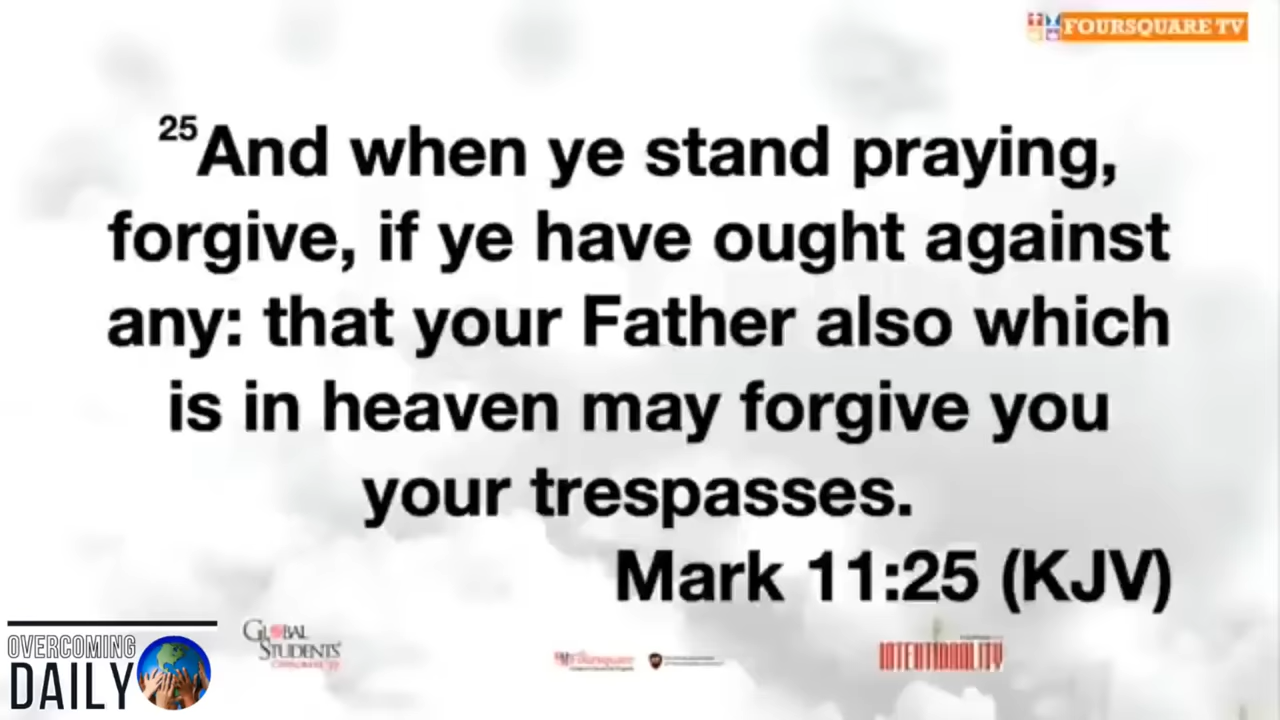 FOURSQUARE TV
25And when ye stand praying,
forgive, if ye have ought against
any: that your Father also which
is in heaven may forgive you
your trespasses.
Mark 11:25 (KJV)
OVERCOMING
DAILY
GLOBAL
STUDENTS'
Foursquare
INTENTIONALITY